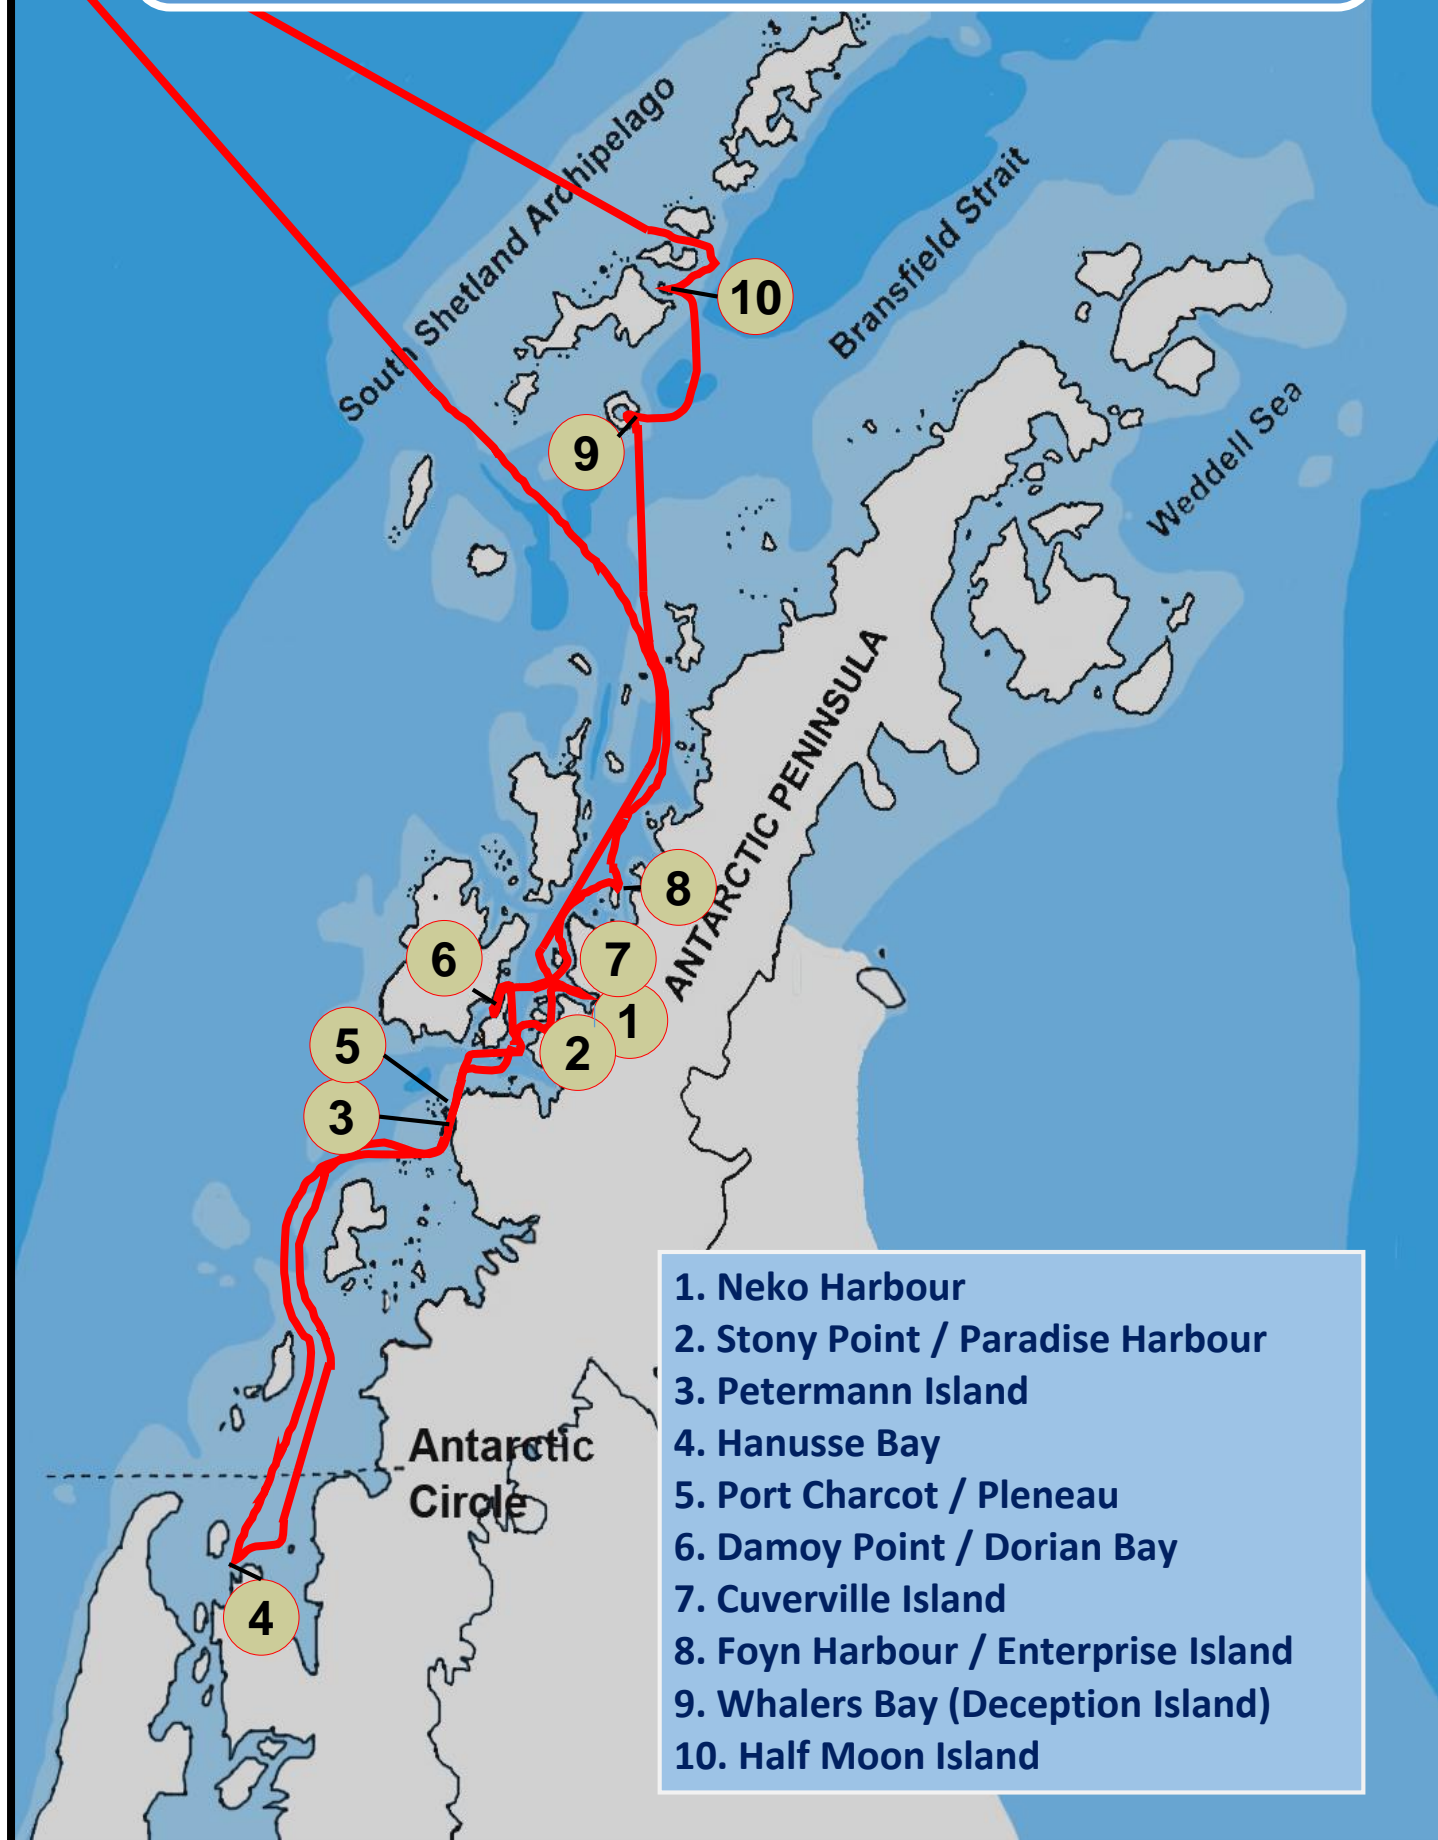 South Shetland Archipelago
Bransfield Strait
Weddell Sea
10
9
ANTARCTIC PENINSULA
8
7
6
1
2
5
3
Antarctic
Circle
4
1. Neko Harbour
2. Stony Point / Paradise Harbour
3. Petermann Island
4. Hanusse Bay
5. Port Charcot / Pleneau
6. Damoy Point / Dorian Bay
7. Cuverville Island
8. Foyn Harbour / Enterprise Island
9. Whalers Bay (Deception Island)
10. Half Moon Island